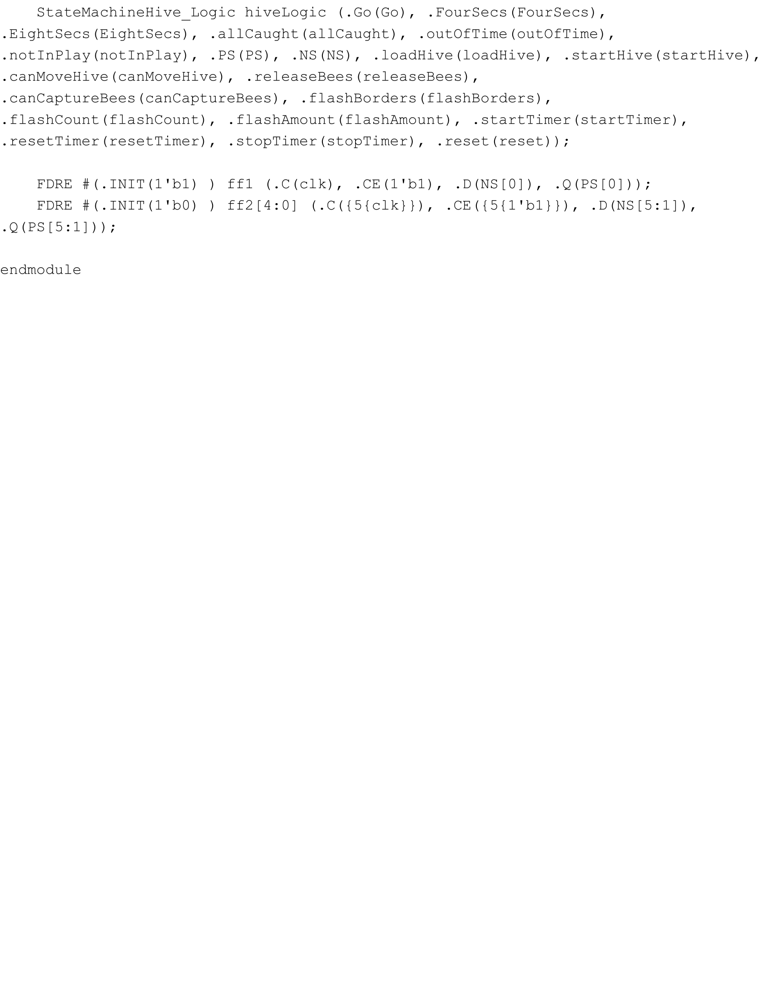 StateMachineHive_Logic hiveLogic (.Go(Go), .FourSecs(FourSecs),
.EightSecs(EightSecs), .allCaught(allCaught), .outOfTime(outOfTime),
.notInPlay(notInPlay), .PS(PS), .NS(NS), .loadHive(loadHive), .startHive(startHive),
.canMoveHive(canMoveHive), .releaseBees(releaseBees),
.canCaptureBees(canCaptureBees), .flashBorders(flashBorders),
.flashCount(flashCount), .flashAmount(flashAmount), .startTimer(startTimer),
.resetTimer(resetTimer), .stopTimer(stopTimer), .reset(reset));

    FDRE #(.INIT(1'b1) ) ff1 (.C(clk), .CE(1'b1), .D(NS[0]), .Q(PS[0]));
    FDRE #(.INIT(1'b0) ) ff2[4:0] (.C({5{clk}}), .CE({5{1'b1}}), .D(NS[5:1]),
.Q(PS[5:1]));

endmodule